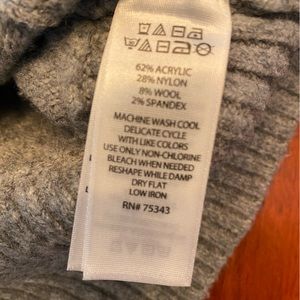 62% ACRYLIC
28% NYLON
8% WOOL
2% SPANDEX
MACHINE WASH COOL
DELICATE CYCLE
WITH LIKE COLORS
USE ONLY NON-CHLORINE
BLEACH WHEN NEEDED
RESHAPE WHILE DAMP
DRY FLAT
LOW IRON
RN# 75343